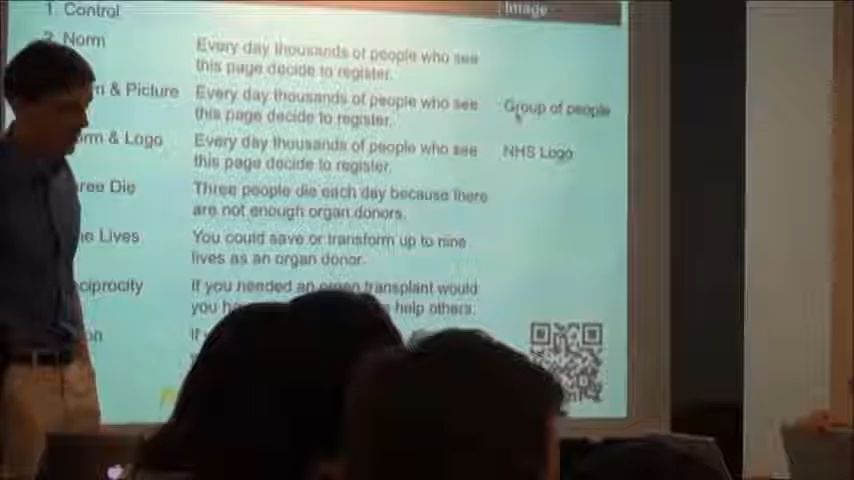 Image
1. Control
2. Norm
Every day thousands of people who see
this page decide to register.
& Picture
Every day thousands of people who see
this page decide to register.
Group of people
& Logo
Every day thousands of people who see
this page decide to register.
NHS Logo
Die
Three people die each day because there
are not enough organ donors.
Lives
You could save or transform up to nine
lives as an organ donor.
ciprocity
If you needed an organ transplant would
you help others.